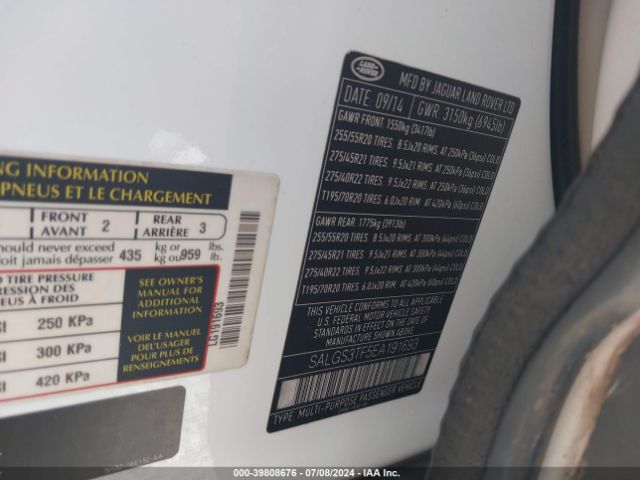 NG INFORMATION
PNEUS ET LE CHARGEMENT
FRONT
AVANT
2
REAR
ARRIÈRE
3
hould never exceed
oit jamais dépasser
435
kg or
kg ou
959
lbs.
lb.
D TIRE PRESSURE
RESSION DES
EUS À FROID
250 KPa
300 KPa
420 KPa
SEE OWNER'S
MANUAL FOR
ADDITIONAL
INFORMATION
VOIR LE MANUEL
DE L'USAGER
POUR PLUS DE
RENSEIGNEMENTS
LG191693
LAND
ROVER
MFD BY JAGUAR LAND ROVER LTD
DATE: 09/14
GWR: 3150kg (6945lb)
GAWR FRONT: 1550kg (3417lb)
255/55R20 TIRES 8.5Jx20 RIMS. AT 250kPa (36psi) COLD
275/45R21 TIRES 9.5Jx21 RIMS. AT 250kPa (36psi) COLD
275/40R22 TIRES 9.5Jx22 RIMS AT 250kPa (36psi) COLD
T195/70R20 TIRES 6.0Jx20 RIM AT 420kPa (60psi) COLD
GAWR REAR: 1775kg (3913lb)
255/55R20 TIRES 8.5Jx20 RIMS. AT 300kPa (44psi) COLD
275/45R21 TIRES 9.5Jx21 RIMS. AT 300kPa (44psi) COLD
275/40R22 TIRES 9.5Jx22 RIMS AT 300kPa (44psi) COLD
T195/70R20 TIRES 6.0Jx20 RIM AT 420kPa (60psi) COLD
THIS VEHICLE CONFORMS TO ALL APPLICABLE
U.S. FEDERAL MOTOR VEHICLE SAFETY
STANDARDS IN EFFECT ON THE DATE OF
MANUFACTURE SHOWN ABOVE.
SALGS3TF5EA191693
TYPE: MULTI-PURPOSE PASSENGER VEHICLE
000-39808676 / 07/08/2024 - IAA Inc.